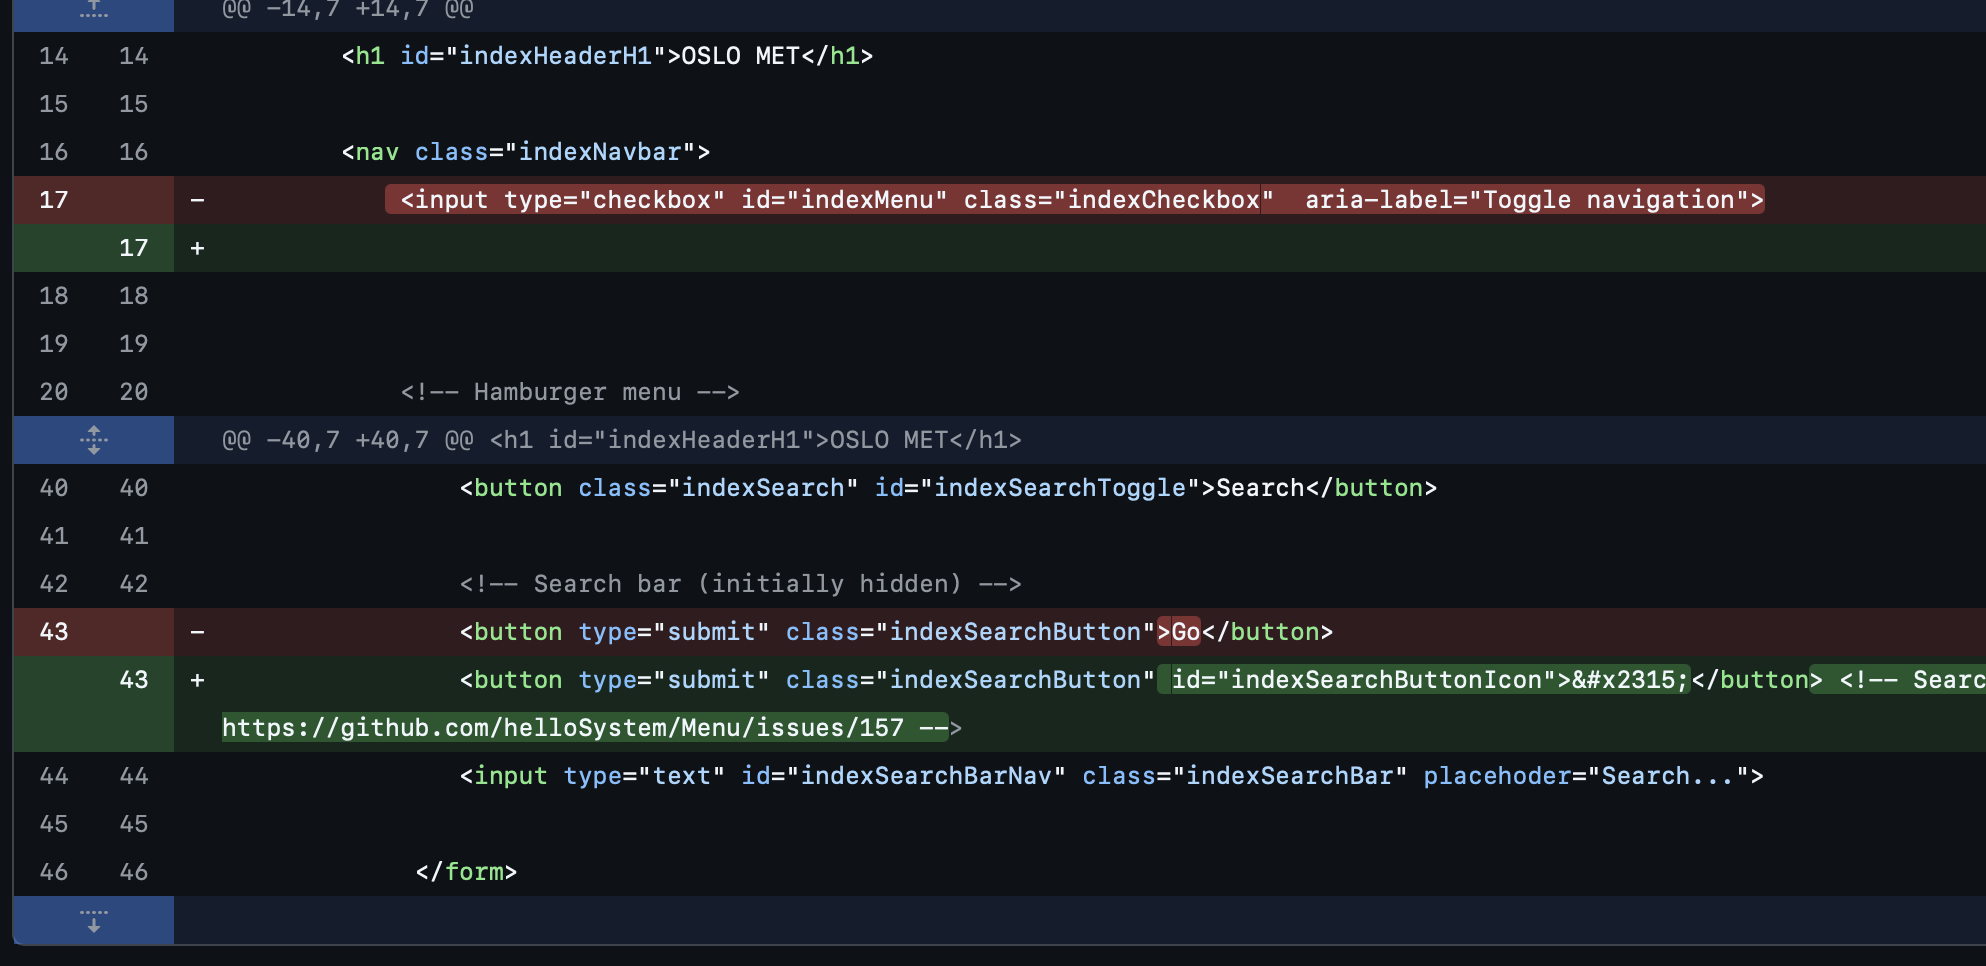 @@ -14,7 +14,7 @@
14 14 <h1 id="indexHeaderH1">OSLO MET</h1>
15 15
16 16 <nav class="indexNavbar">
17 - <input type="checkbox" id="indexMenu" class="indexCheckbox"  aria-label="Toggle navigation">
17 +
18 18
19 19
20 20 <!-- Hamburger menu -->
@@ -40,7 +40,7 @@ <h1 id="indexHeaderH1">OSLO MET</h1>
40 40 <button class="indexSearch" id="indexSearchToggle">Search</button>
41 41
42 42 <!-- Search bar (initially hidden) -->
43 - <button type="submit" class="indexSearchButton">Go</button>
43 + <button type="submit" class="indexSearchButton" id="indexSearchButtonIcon">&#x2315;</button> <!--
https://github.com/helloSystem/Menu/issues/157 -->
44 44 <input type="text" id="indexSearchBarNav" class="indexSearchBar" placehoder="Search...">
45 45
46 46 </form>